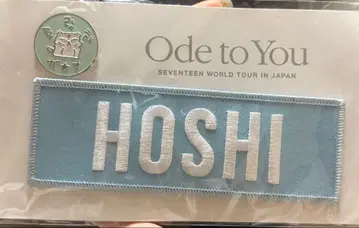 Ode to You
SEVENTEEN WORLD TOUR IN JAPAN
HOSHI